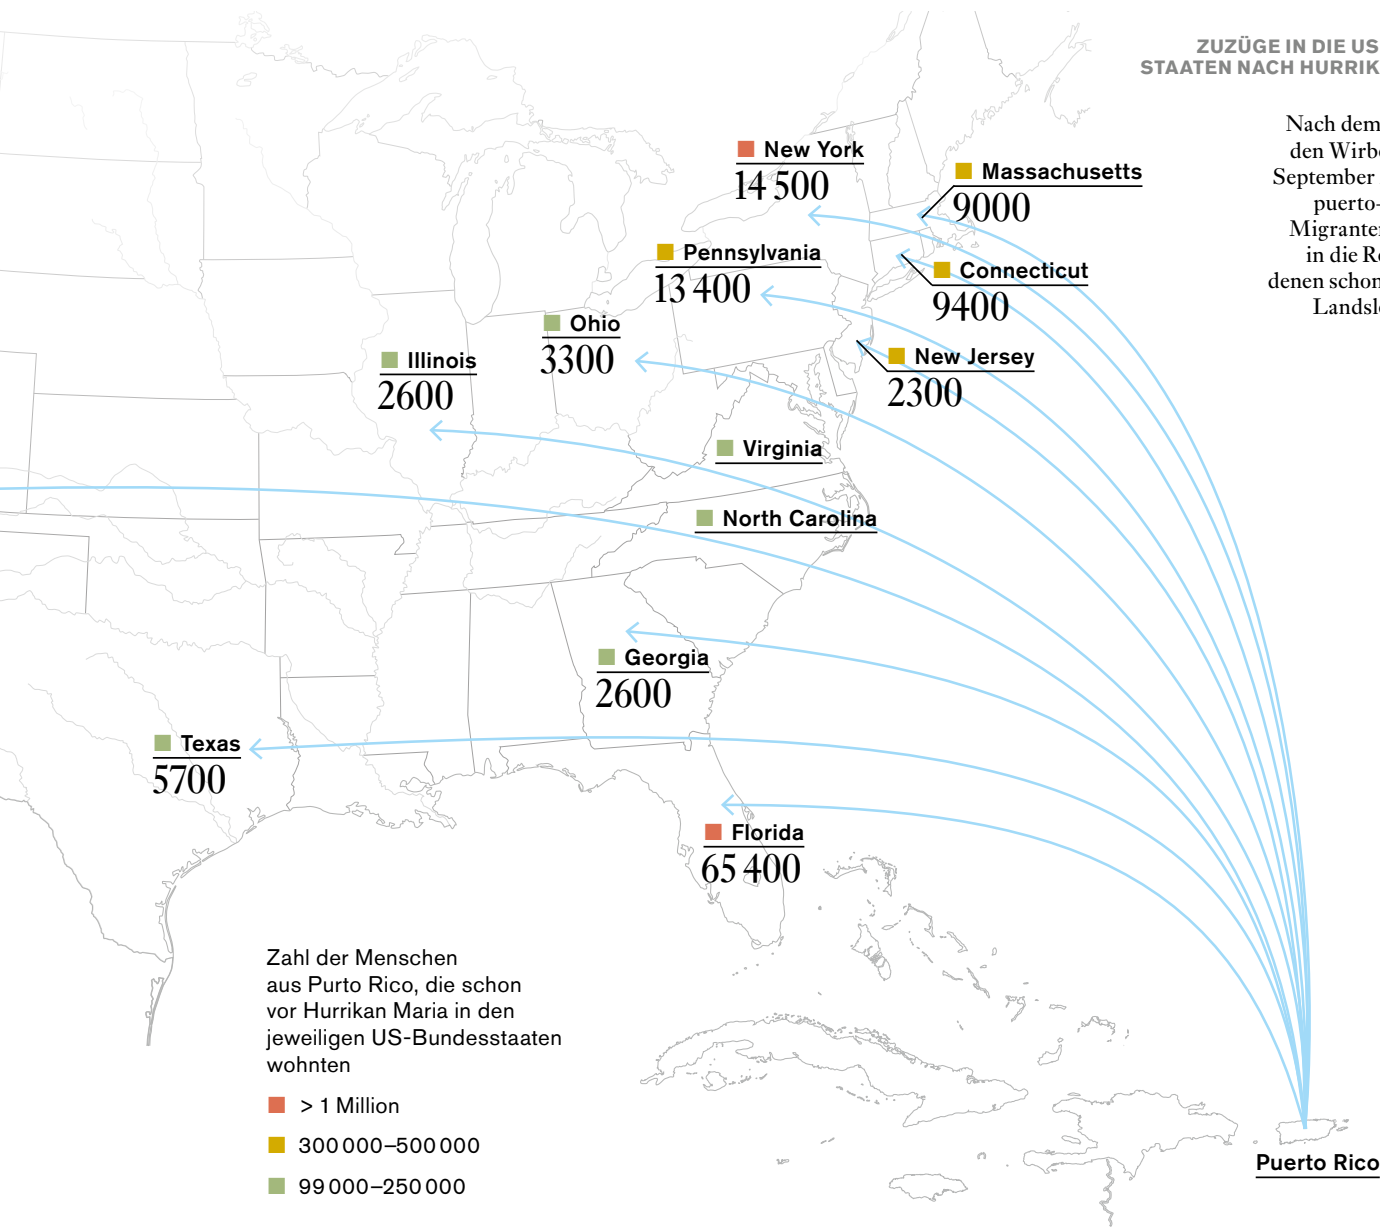 ZUZÜGE IN DIE US
STAATEN NACH HURRIK
Nach dem
den Wirb
September
puerto-
Migranten
in die R
denen schon
Landsl
New York
14 500
Massachusetts
9000
Pennsylvania
13 400
Connecticut
9400
Ohio
3300
New Jersey
2300
Illinois
2600
Virginia
North Carolina
Georgia
2600
Texas
5700
Florida
65 400
Zahl der Menschen
aus Purto Rico, die schon
vor Hurrikan Maria in den
jeweiligen US-Bundesstaaten
wohnten
> 1 Million
300 000–500 000
99 000–250 000
Puerto Rico